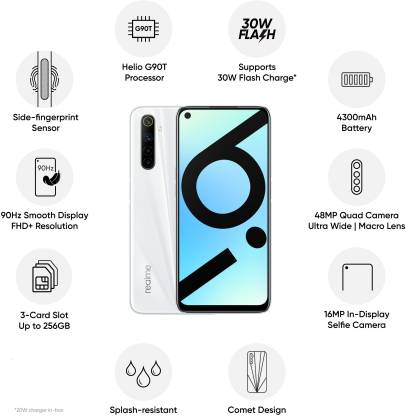 G90T
30W
FLASH
Helio G90T
Processor
Supports
30W Flash Charge*
Side-fingerprint
Sensor
4300mAh
Battery
90Hz
90Hz Smooth Display
FHD+ Resolution
48MP Quad Camera
Ultra Wide | Macro Lens
6i
realme
3-Card Slot
Up to 256GB
16MP In-Display
Selfie Camera
Splash-resistant
Comet Design
*20W charger in-box